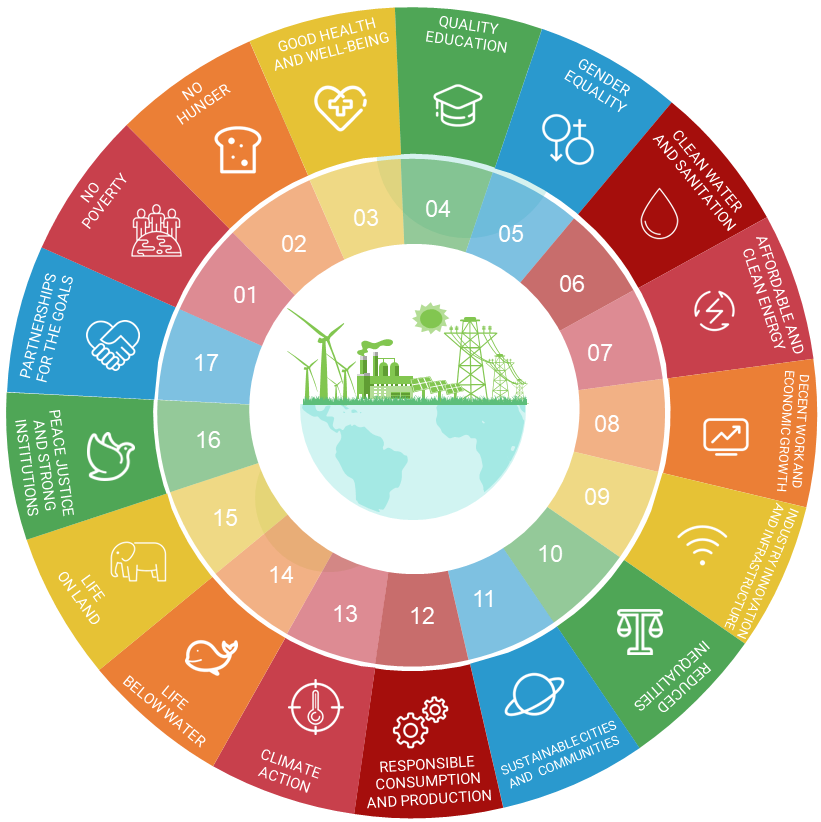 NO
POVERTY
01
NO
HUNGER
02
GOOD HEALTH
AND WELL-BEING
03
QUALITY
EDUCATION
04
GENDER
EQUALITY
05
CLEAN WATER
AND SANITATION
06
AFFORDABLE AND
CLEAN ENERGY
07
DECENT WORK AND
ECONOMIC GROWTH
08
INDUSTRY INNOVATION
AND INFRASTRUCTURE
09
REDUCED
INEQUALITIES
10
SUSTAINABLE CITIES
AND COMMUNITIES
11
RESPONSIBLE
CONSUMPTION
AND PRODUCTION
12
CLIMATE
ACTION
13
LIFE
BELOW WATER
14
LIFE
ON LAND
15
PEACE JUSTICE
AND STRONG
INSTITUTIONS
16
PARTNERSHIPS
FOR THE GOALS
17